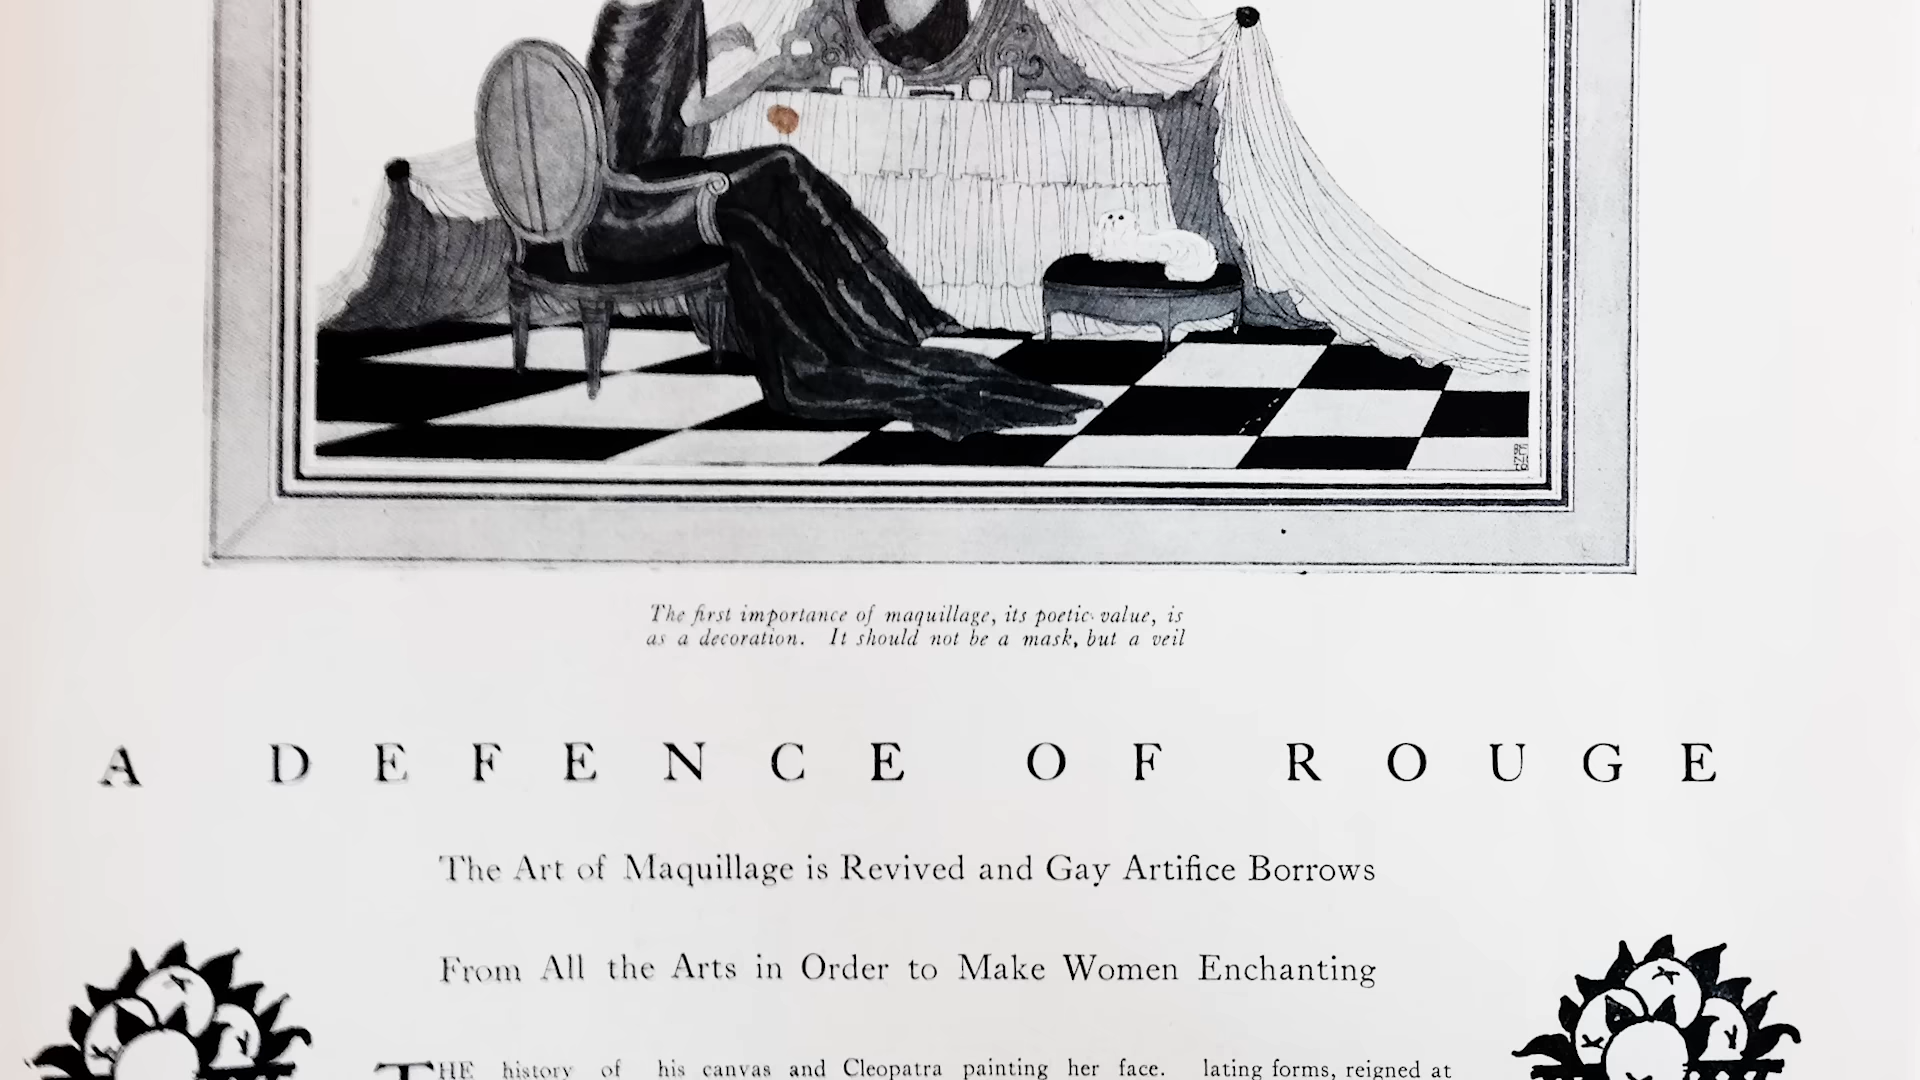 The first importance of maquillage, its poetic value, is
as a decoration. It should not be a mask, but a veil
A DEFENCE OF ROUGE
The Art of Maquillage is Revived and Gay Artifice Borrows
From All the Arts in Order to Make Women Enchanting
THE history of his canvas and Cleopatra painting her face. lating forms, reigned at